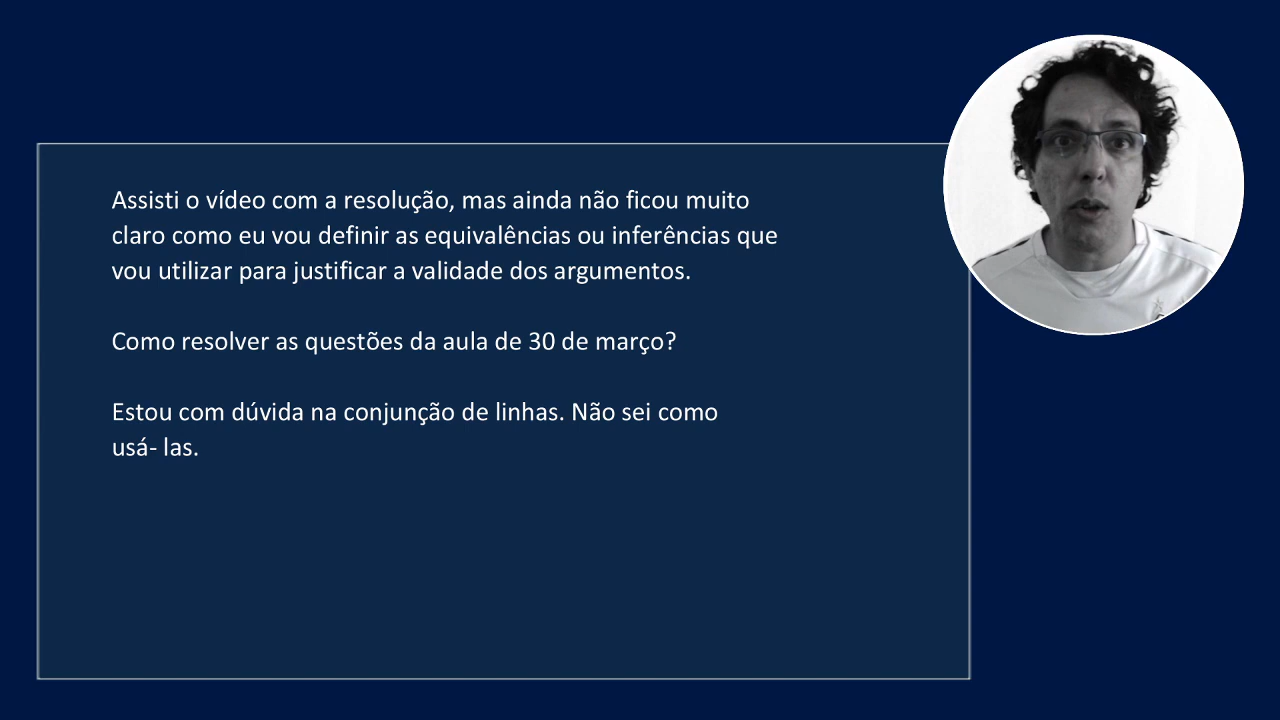 Assisti o vídeo com a resolução, mas ainda não ficou muito
claro como eu vou definir as equivalências ou inferências que
vou utilizar para justificar a validade dos argumentos.
Como resolver as questões da aula de 30 de março?
Estou com dúvida na conjunção de linhas. Não sei como
usá- las.